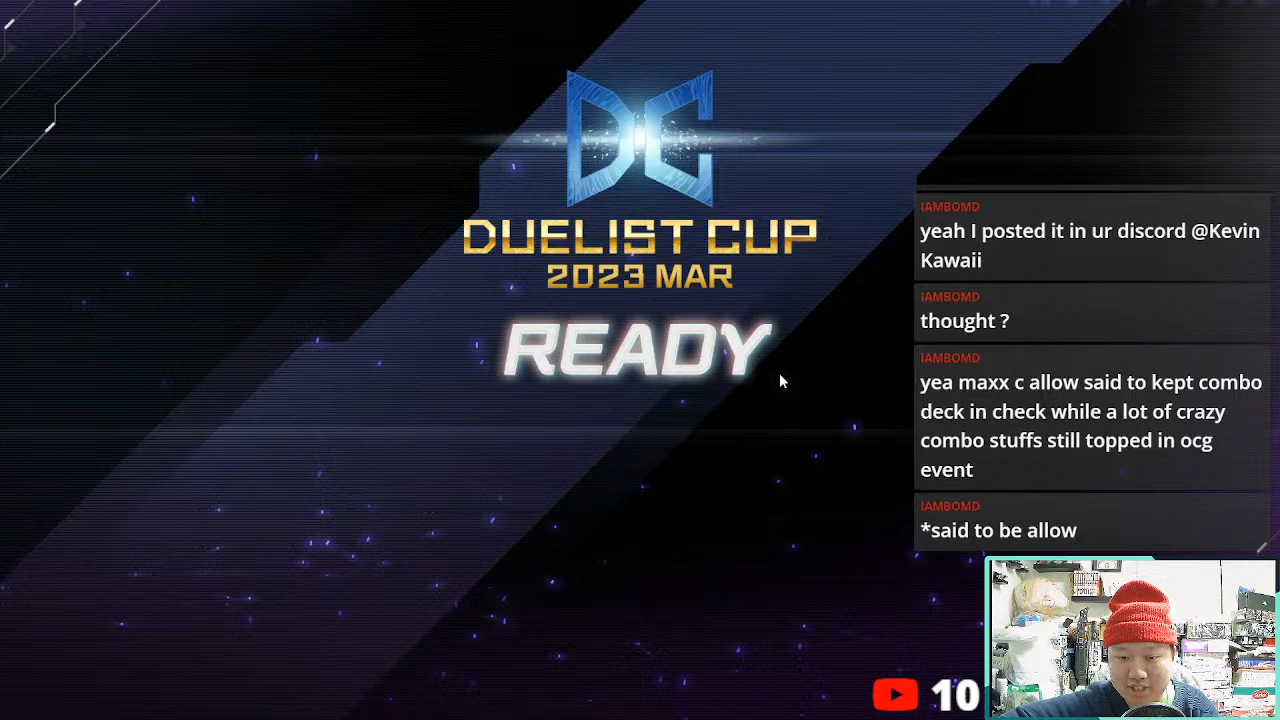 DC
DUELIST CUP
2023 MAR
READY
IAMBOMD
yeah I posted it in ur discord @Kevin
Kawaii
IAMBOMD
thought ?
IAMBOMD
yea maxx c allow said to kept combo
deck in check while a lot of crazy
combo stuffs still topped in ocg
event
IAMBOMD
*said to be allow
10